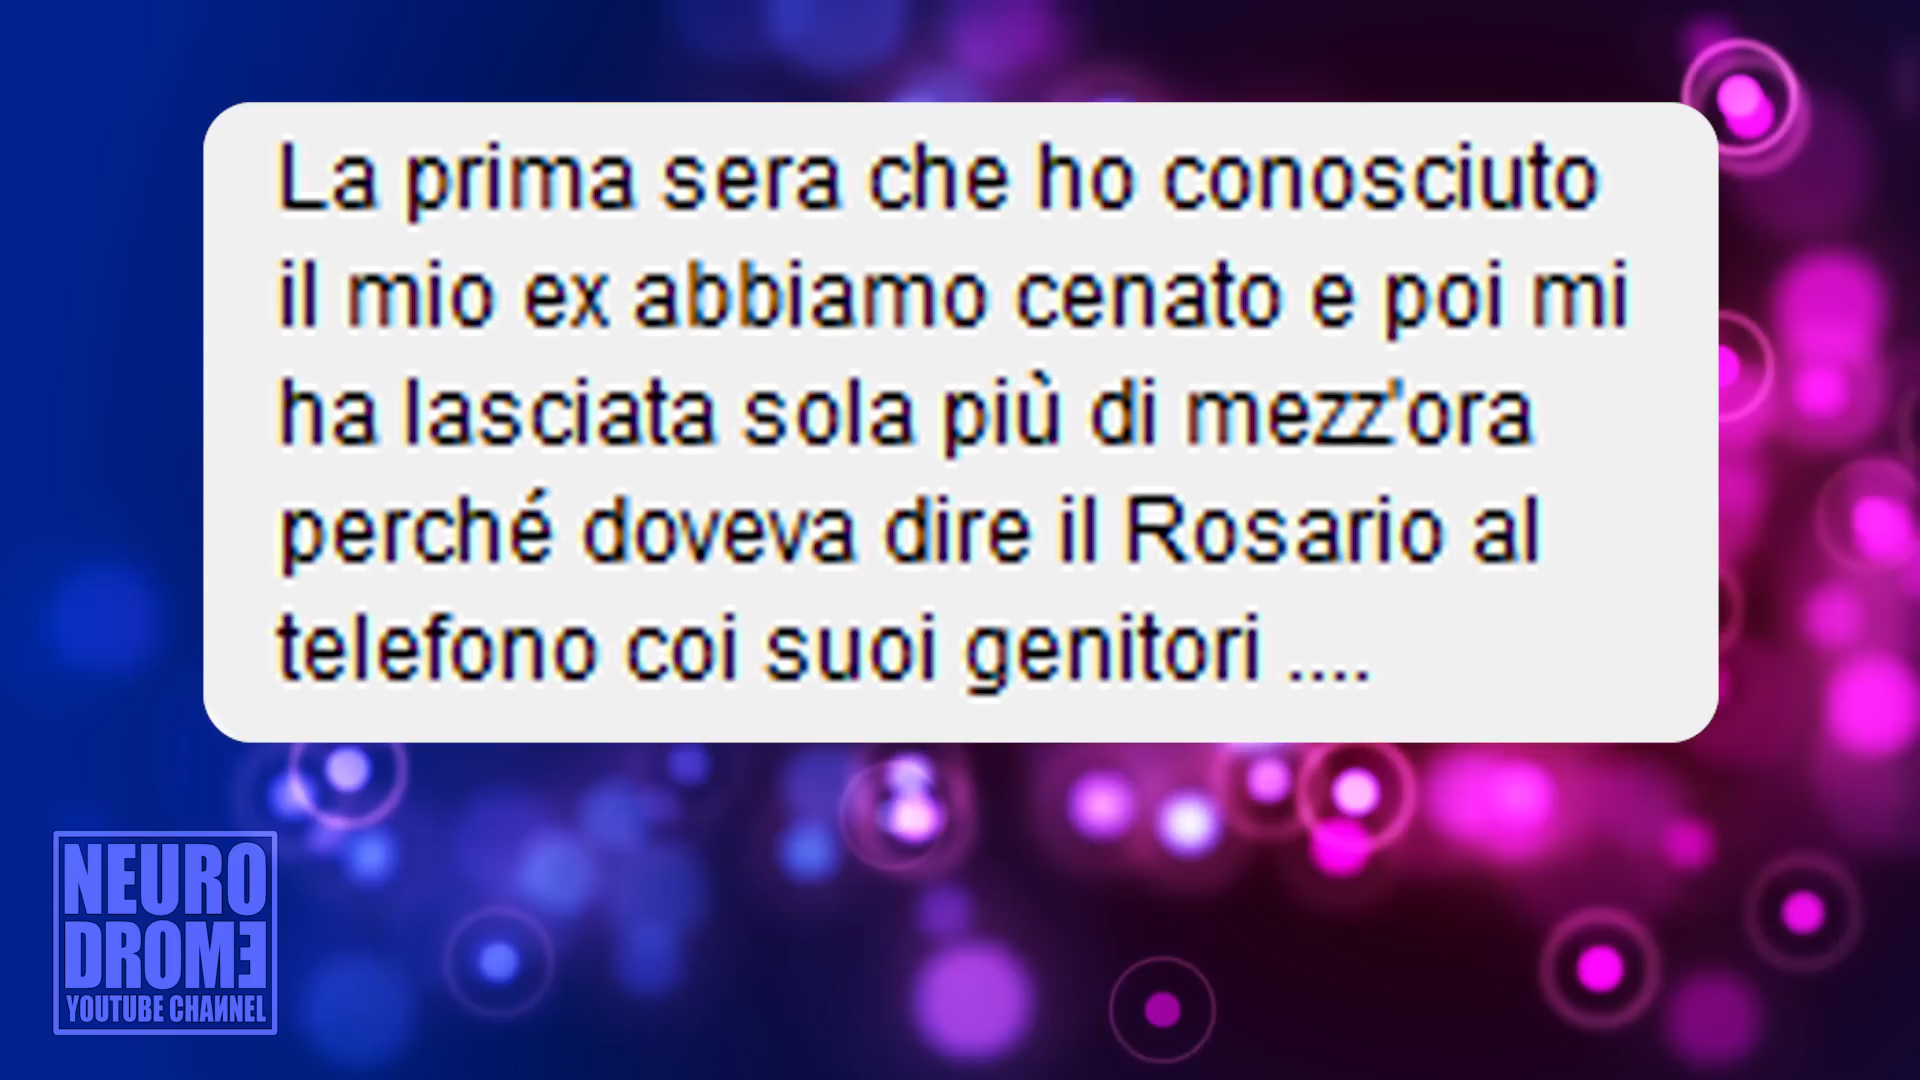 La prima sera che ho conosciuto
il mio ex abbiamo cenato e poi mi
ha lasciata sola più di mezz'ora
perché doveva dire il Rosario al
telefono coi suoi genitori ....
NEURO
DROME
YOUTUBE CHANNEL